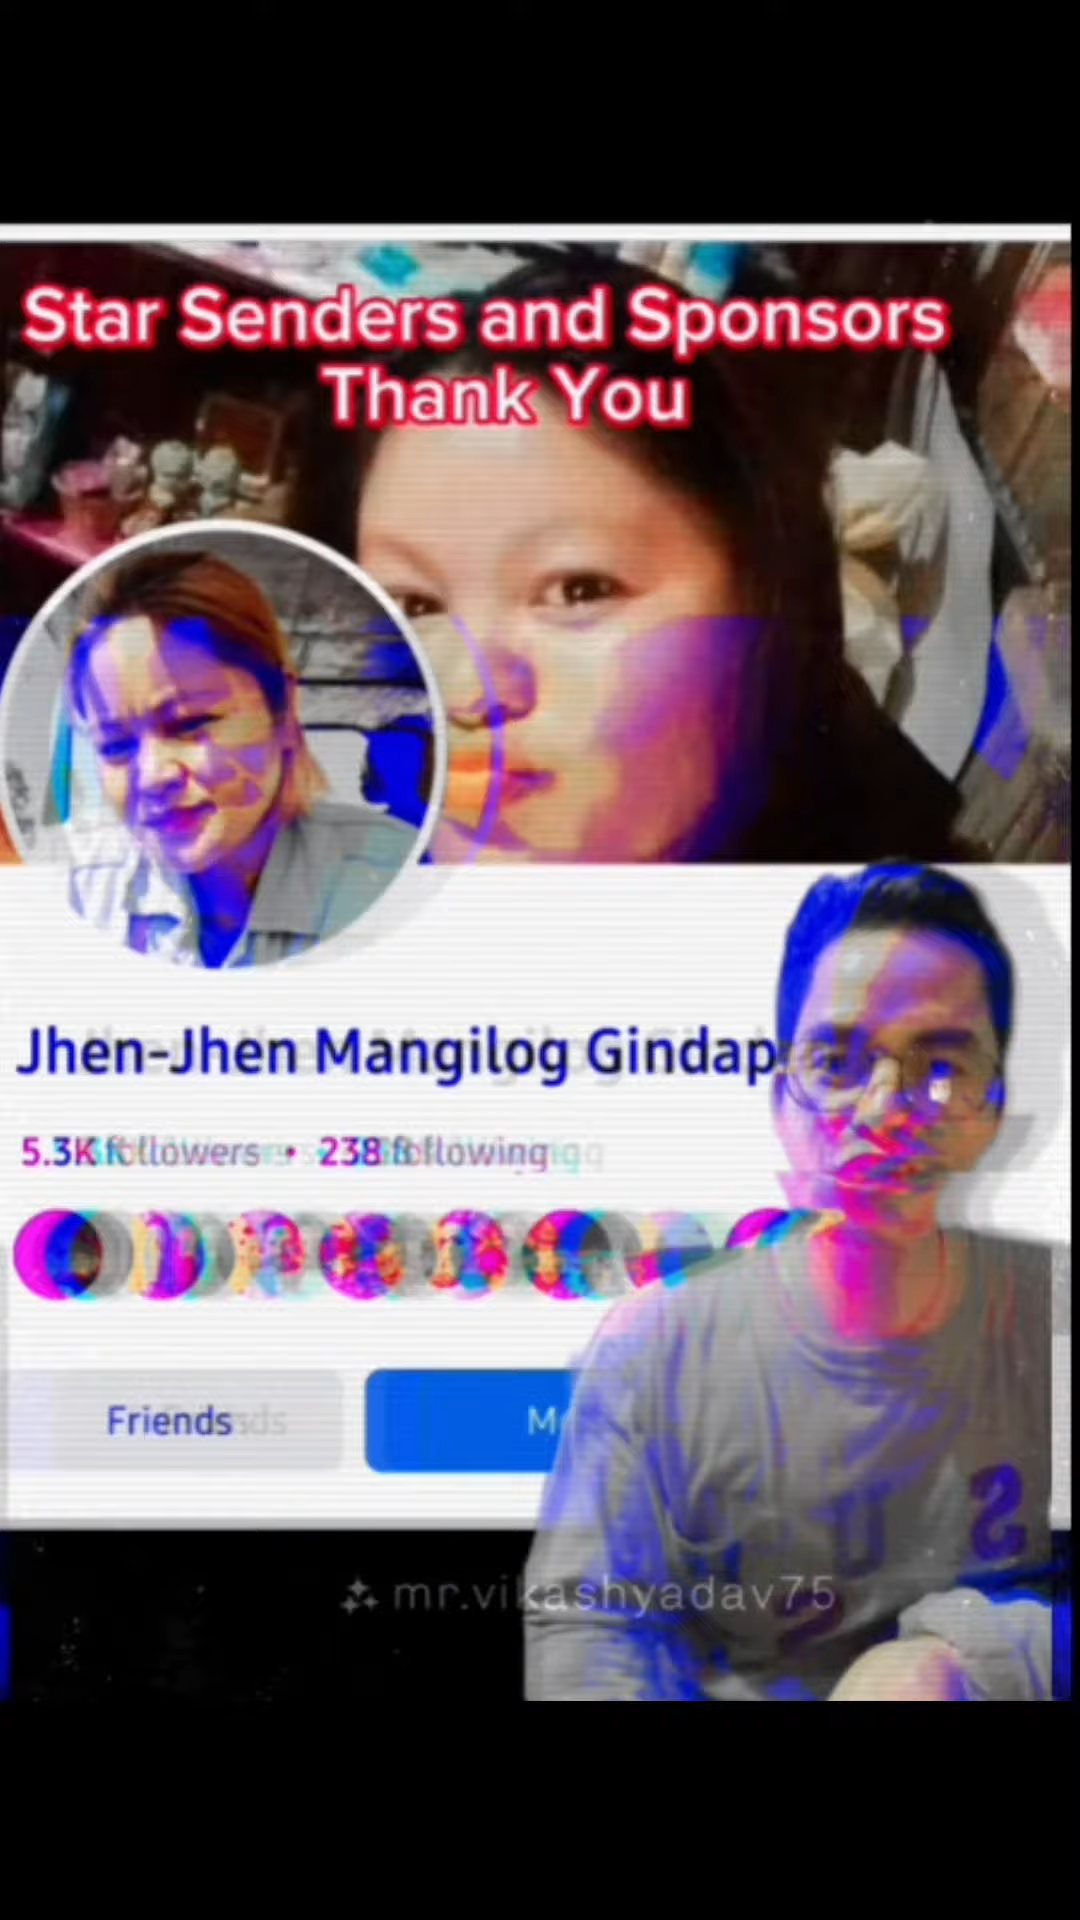 Star Senders and Sponsors
Thank You
Jhen-Jhen Mangilog Gindap
5.3K followers • 238 following
Friends
mr.vikashyadav75